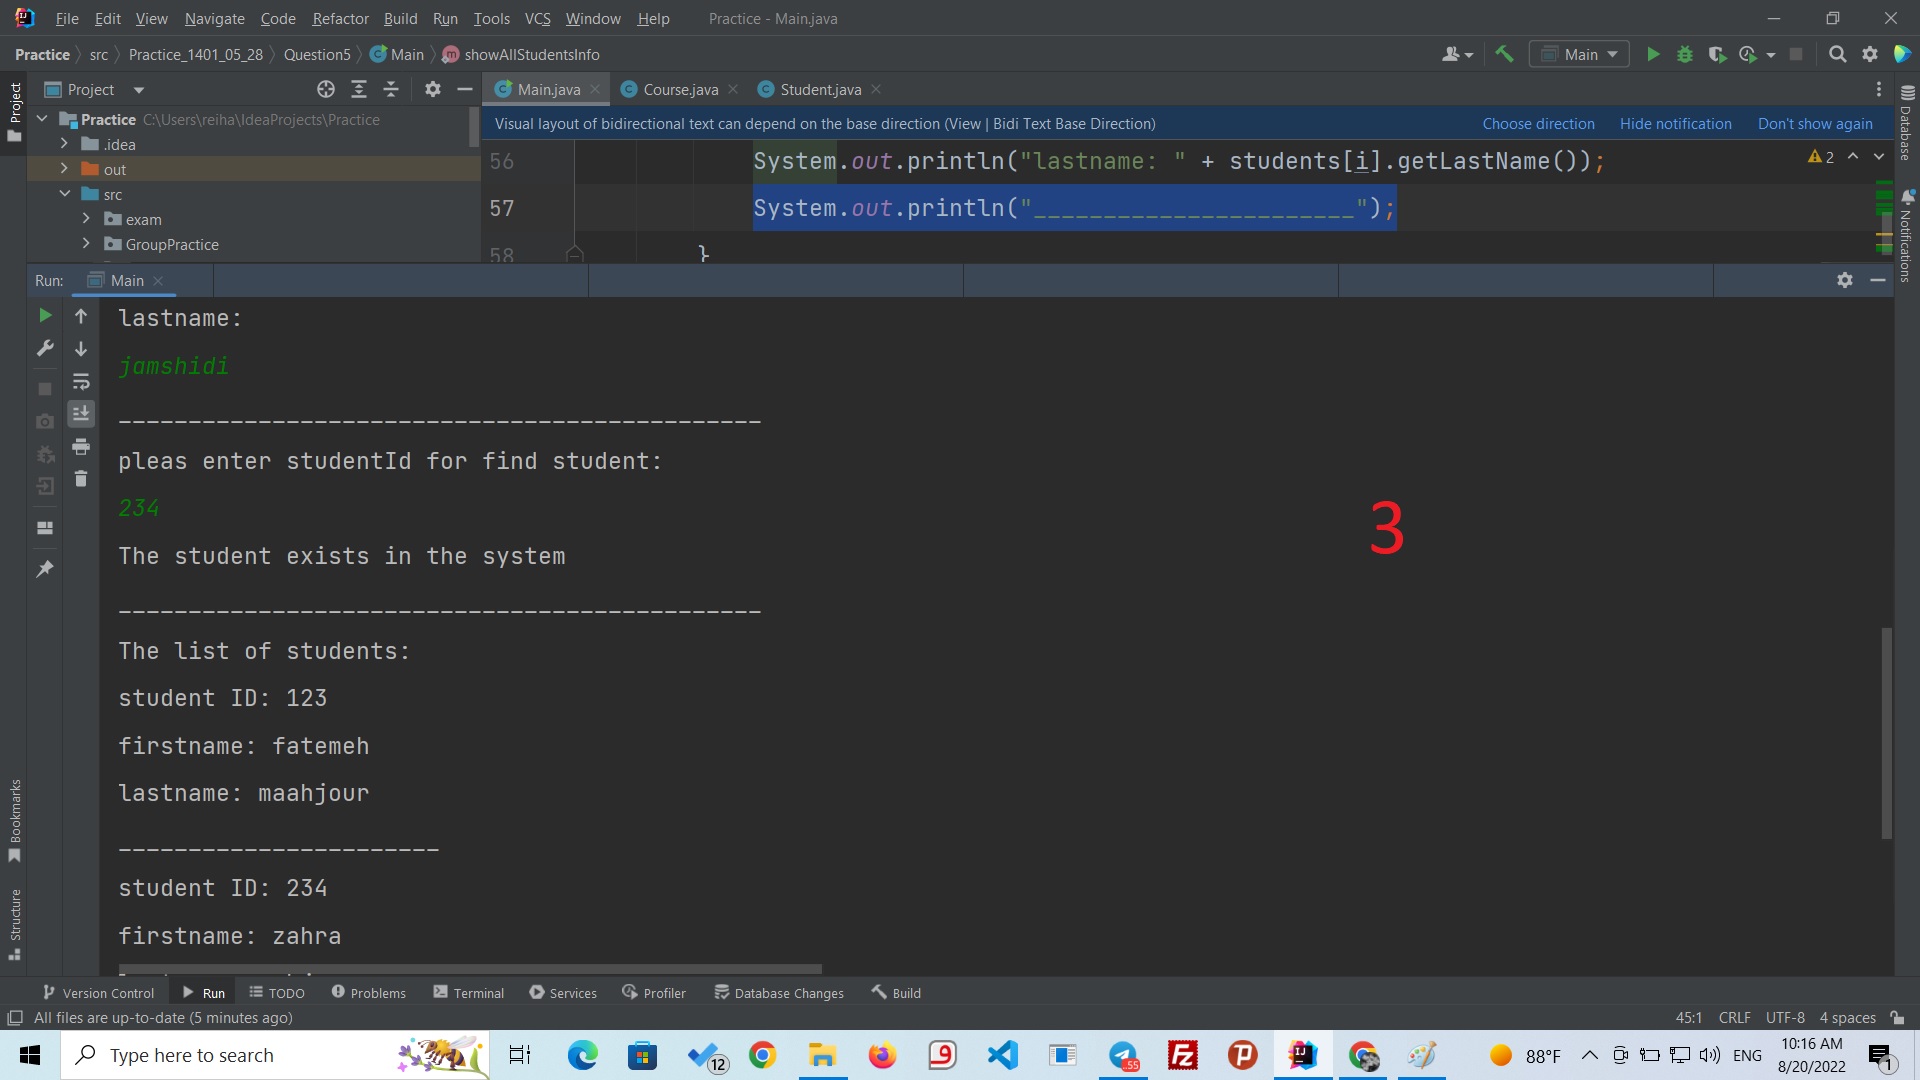 File Edit View Navigate Code Refactor Build Run Tools VCS Window Help Practice - Main.java
Practice src Practice_1401_05_28 Question5 Main showAllStudentsInfo Main
Project Main.java Course.java Student.java
Practice C:\Users\reiha\IdeaProjects\Practice
.idea
out
src
exam
GroupPractice
Visual layout of bidirectional text can depend on the base direction (View | Bidi Text Base Direction) Choose direction Hide notification Don't show again
56 System.out.println("lastname: " + students[i].getLastName()); 2
57 System.out.println("_______________________");
58 }
Project
Bookmarks
Structure
Database
Notifications
Run: Main
lastname:
jamshidi
______________________________________________
pleas enter studentId for find student:
234
The student exists in the system
______________________________________________
The list of students:
student ID: 123
firstname: fatemeh
lastname: maahjour
_______________________
student ID: 234
firstname: zahra
3
Version Control Run TODO Problems Terminal Services Profiler Database Changes Build
All files are up-to-date (5 minutes ago) 45:1 CRLF UTF-8 4 spaces
Type here to search 12 55 88°F ENG 10:16 AM
8/20/2022 1